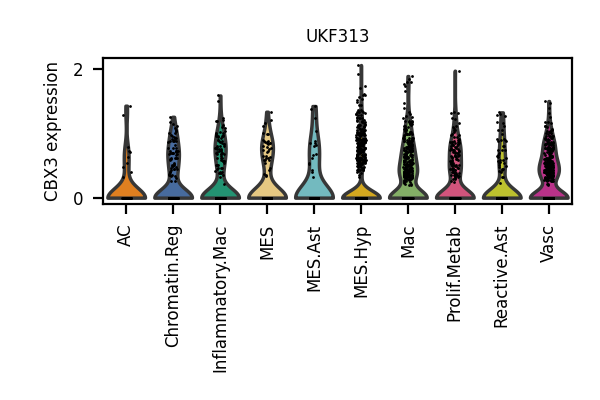 UKF313
CBX3 expression
2
0
AC
Chromatin.Reg
Inflammatory.Mac
MES
MES.Ast
MES.Hyp
Mac
Prolif.Metab
Reactive.Ast
Vasc